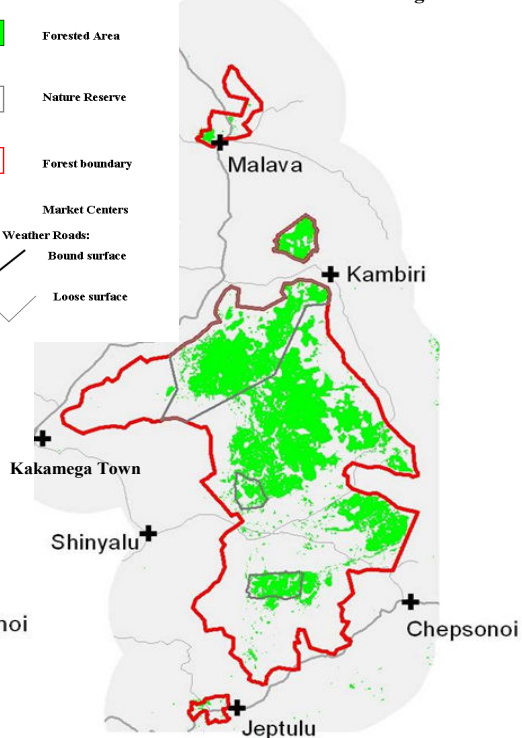 Forested Area
Nature Reserve
Forest boundary
Market Centers
Weather Roads:
Bound surface
Loose surface
Malava
Kambiri
Kakamega Town
Shinyalu
noi
Chepsonoi
Jeptulu